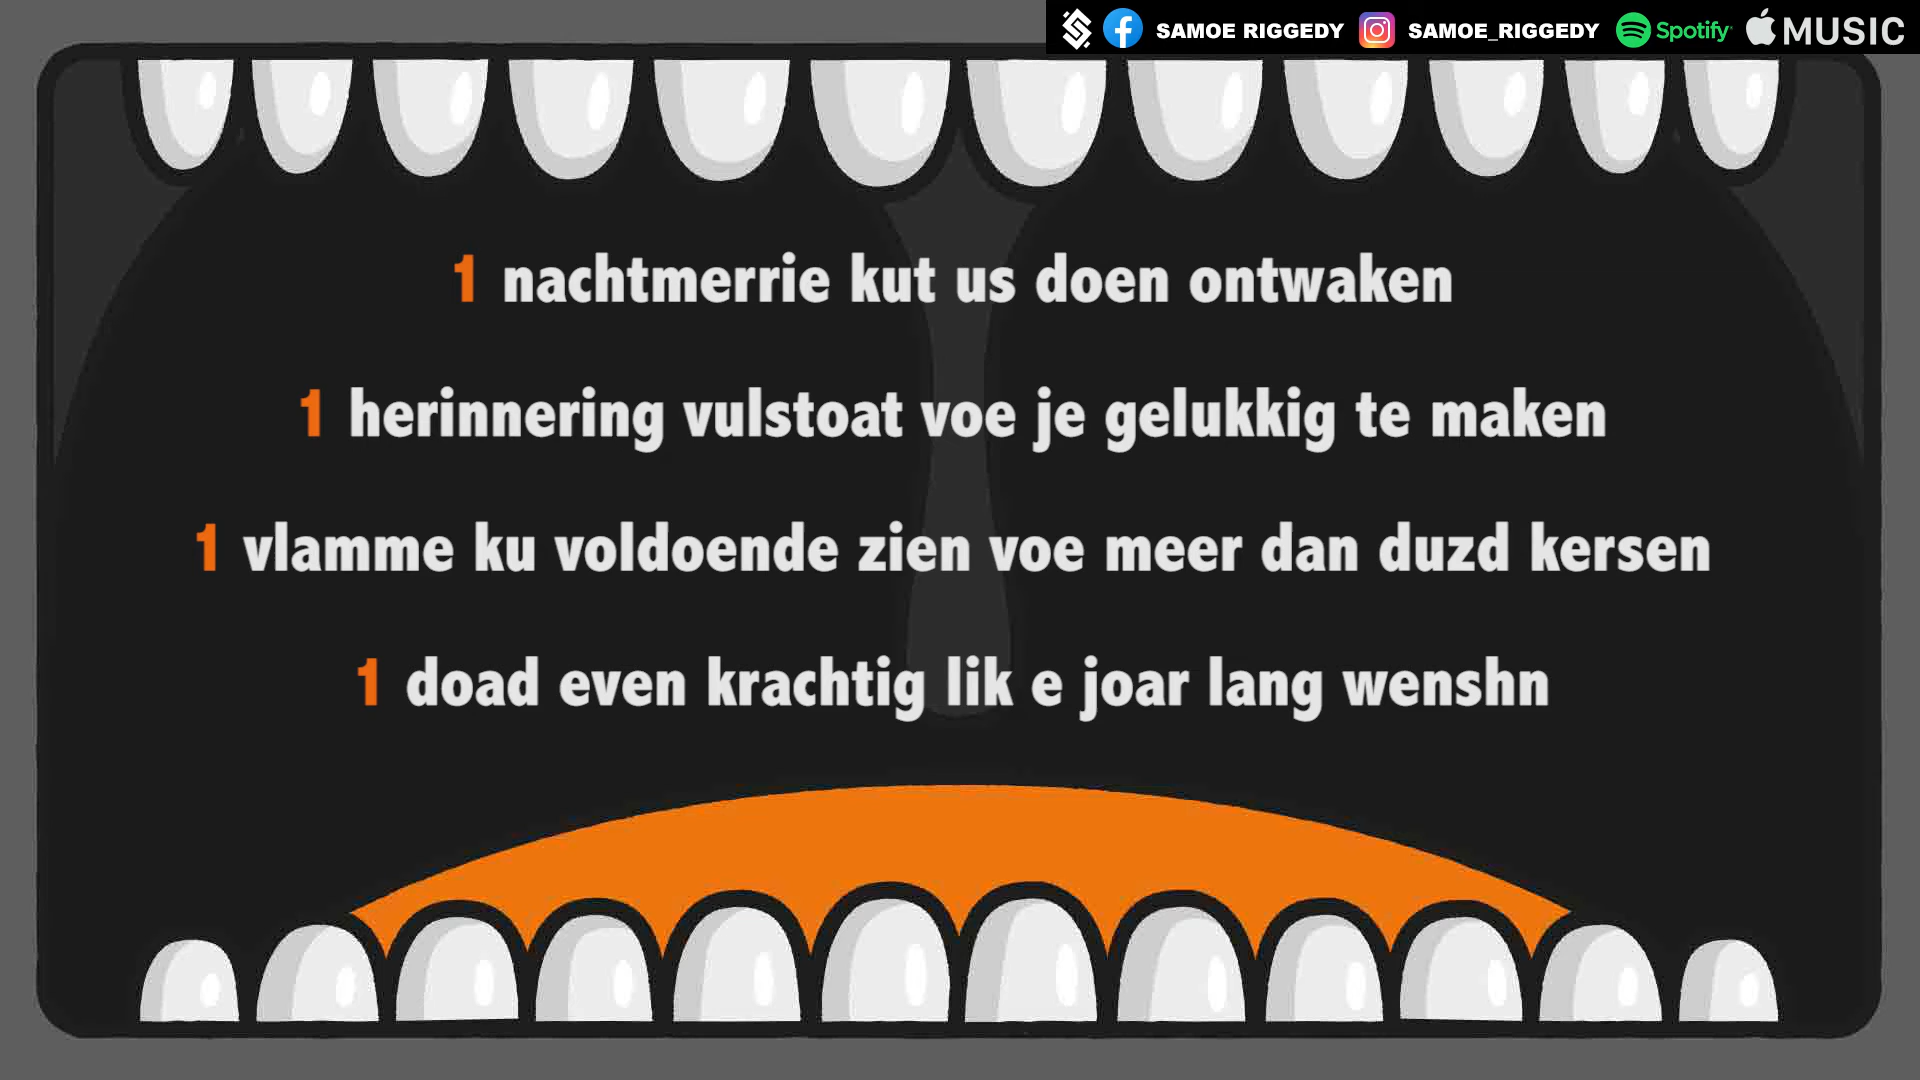 SAMOE RIGGEDY SAMOE_RIGGEDY Spotify MUSIC
1 nachtmerrie kut us doen ontwaken
1 herinnering vulstoat voe je gelukkig te maken
1 vlamme ku voldoende zien voe meer dan duzd kersen
1 doad even krachtig lik e joar lang wenshn